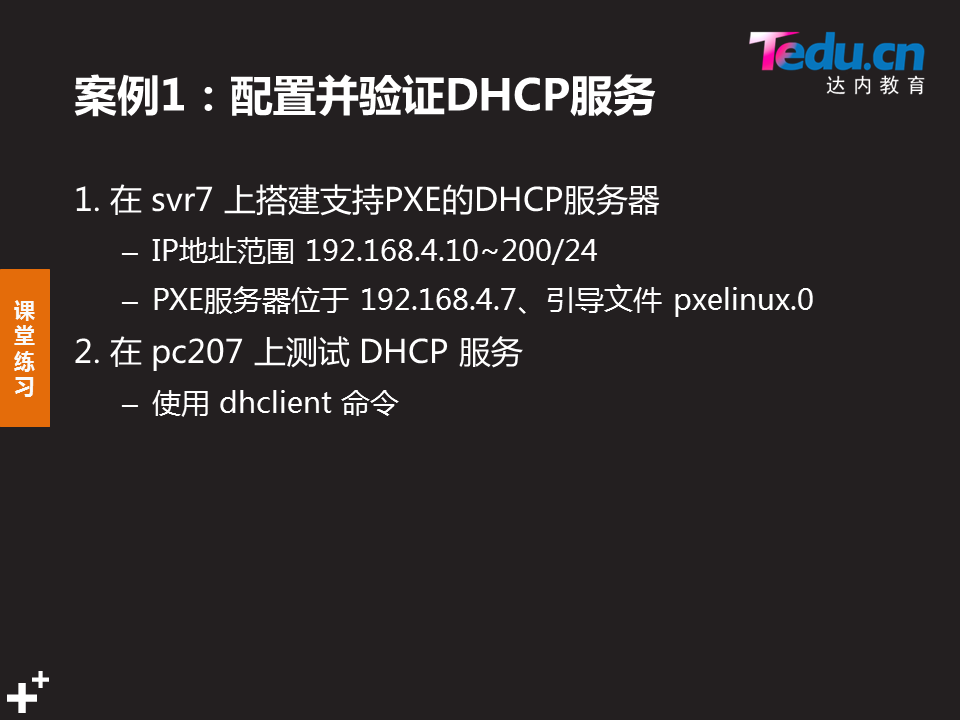 Tedu.cn
达内教育
案例1：配置并验证DHCP服务
1. 在 svr7 上搭建支持PXE的DHCP服务器
– IP地址范围 192.168.4.10~200/24
– PXE服务器位于 192.168.4.7、引导文件 pxelinux.0
2. 在 pc207 上测试 DHCP 服务
– 使用 dhclient 命令
课
堂
练
习